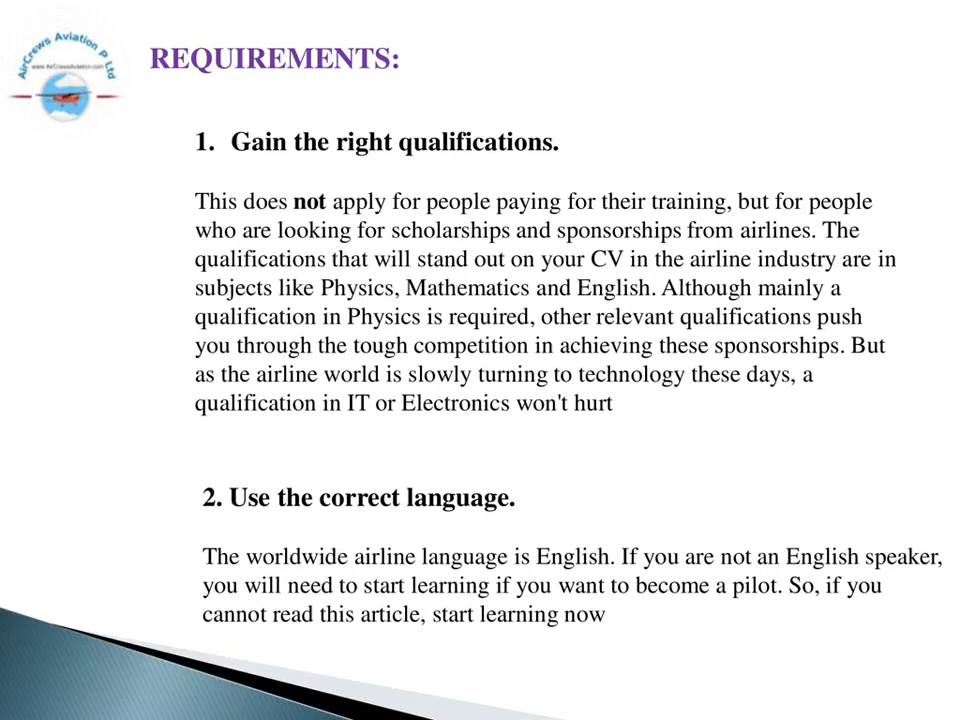 AirCrews Aviation P Ltd
www.AirCrewsAviation.com
REQUIREMENTS:
1. Gain the right qualifications.
This does not apply for people paying for their training, but for people
who are looking for scholarships and sponsorships from airlines. The
qualifications that will stand out on your CV in the airline industry are in
subjects like Physics, Mathematics and English. Although mainly a
qualification in Physics is required, other relevant qualifications push
you through the tough competition in achieving these sponsorships. But
as the airline world is slowly turning to technology these days, a
qualification in IT or Electronics won't hurt
2. Use the correct language.
The worldwide airline language is English. If you are not an English speaker,
you will need to start learning if you want to become a pilot. So, if you
cannot read this article, start learning now